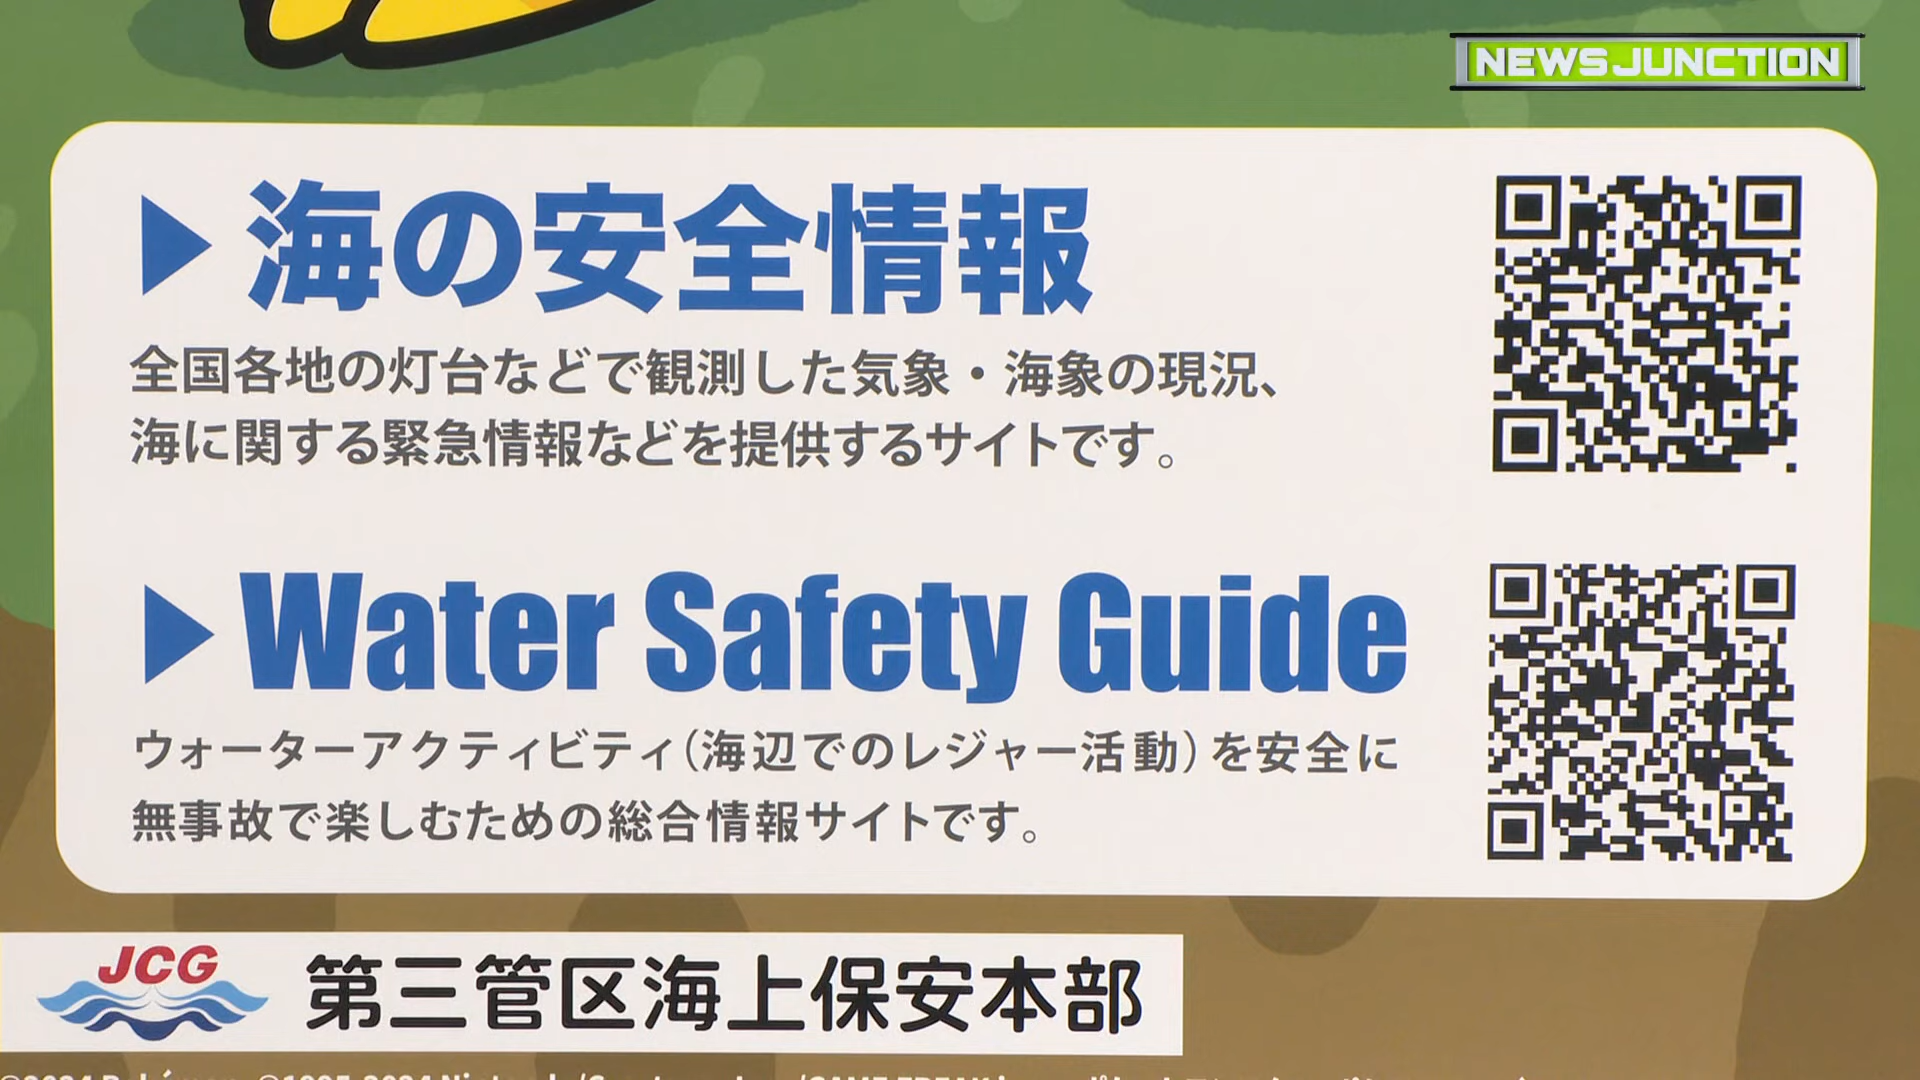 NEWS JUNCTION
▶ 海の安全情報
全国各地の灯台などで観測した気象・海象の現況、
海に関する緊急情報などを提供するサイトです。
▶ Water Safety Guide
ウォーターアクティビティ(海辺でのレジャー活動)を安全に
無事故で楽しむための総合情報サイトです。
JCG 第三管区海上保安本部